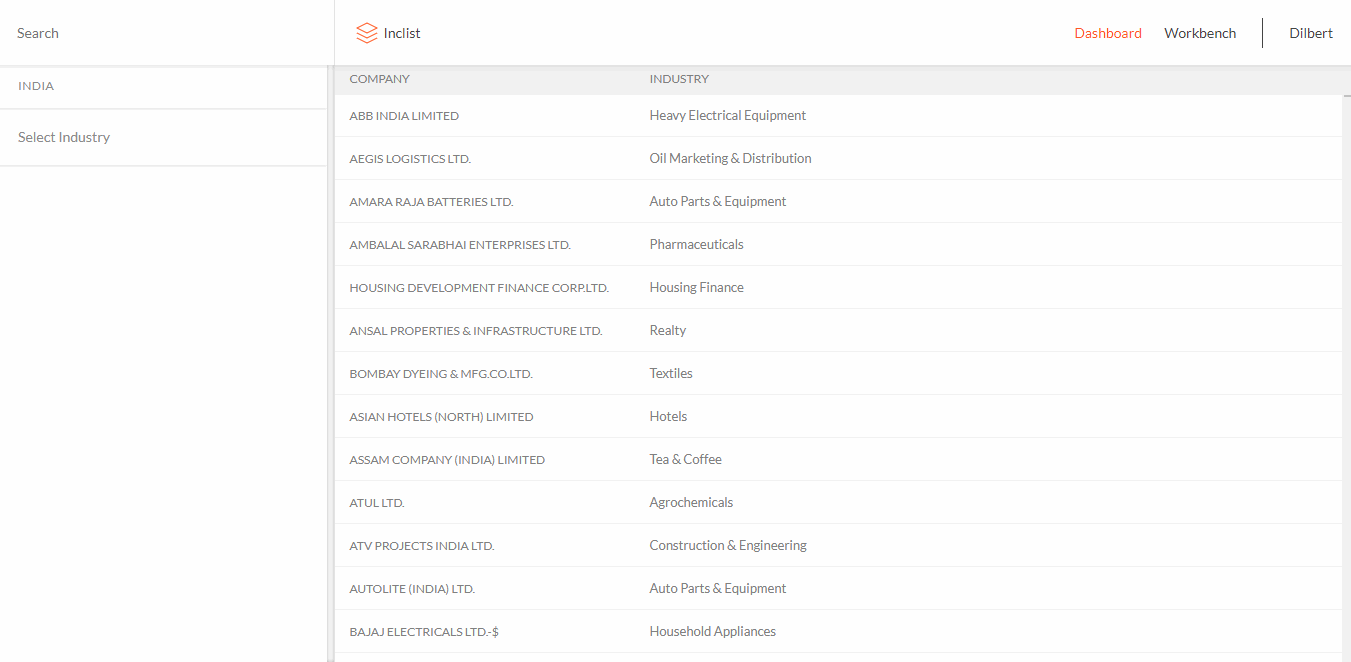 Search
Inclist
Dashboard Workbench Dilbert
INDIA
Select Industry
COMPANY INDUSTRY
ABB INDIA LIMITED Heavy Electrical Equipment
AEGIS LOGISTICS LTD. Oil Marketing & Distribution
AMARA RAJA BATTERIES LTD. Auto Parts & Equipment
AMBALAL SARABHAI ENTERPRISES LTD. Pharmaceuticals
HOUSING DEVELOPMENT FINANCE CORP.LTD. Housing Finance
ANSAL PROPERTIES & INFRASTRUCTURE LTD. Realty
BOMBAY DYEING & MFG.CO.LTD. Textiles
ASIAN HOTELS (NORTH) LIMITED Hotels
ASSAM COMPANY (INDIA) LIMITED Tea & Coffee
ATUL LTD. Agrochemicals
ATV PROJECTS INDIA LTD. Construction & Engineering
AUTOLITE (INDIA) LTD. Auto Parts & Equipment
BAJAJ ELECTRICALS LTD.-$ Household Appliances